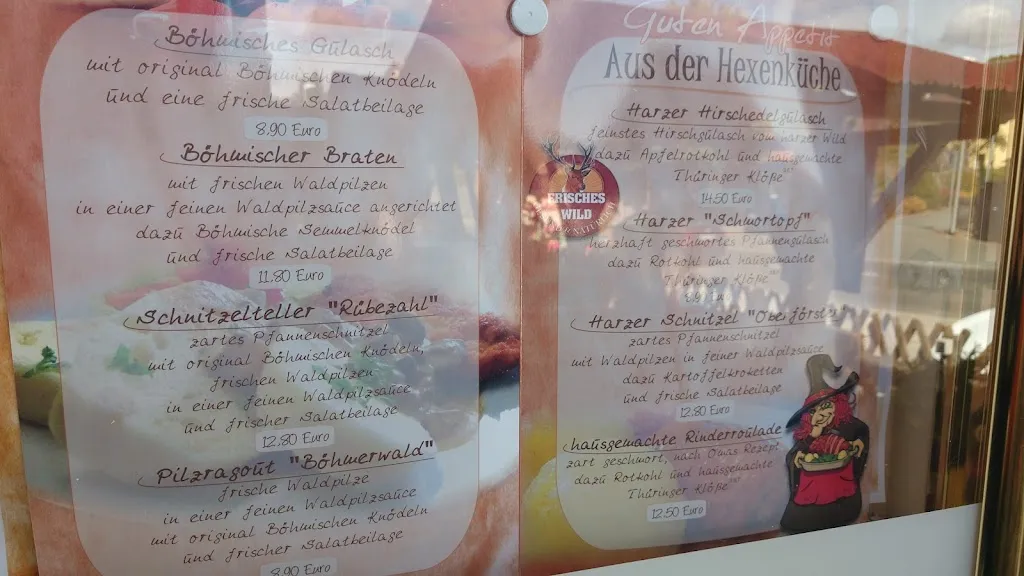 Böhmisches Gulasch
mit original Böhmischen Knödeln
und eine frische Salatbeilage
8.90 Euro
Böhmischer Braten
mit frischen Waldpilzen
in einer feinen Waldpilzsauce angerichtet
dazu Böhmische Semmelknödel
und frische Salatbeilage
11.80 Euro
Schnitzelteller "Rübezahl"
zartes Pfannenschnitzel
mit original Böhmischen Knödeln,
frischen Waldpilzen
in einer feinen Waldpilzsauce
und frischer Salatbeilage
12.80 Euro
Pilzragout "Böhmerwald"
frische Waldpilze
in einer feinen Waldpilzsauce
mit original Böhmischen Knödeln
und frischer Salatbeilage
8.90 Euro
Guten Appetit
Aus der Hexenküche
Harzer Hirschedelgulasch
feinstes Hirschgulasch vom Harzer Wild
dazu Apfelrotkohl und hausgemachte
Thüringer Klöße
14.50 Euro
FRISCHES
WILD
Harzer "Schmortopf"
herzhaft geschmortes Pfannengulasch
dazu Rotkohl und hausgemachte
Thüringer Klöße
Harzer Schnitzel "Oberförster"
zartes Pfannenschnitzel
mit Waldpilzen in feiner Waldpilzsauce
dazu Kartoffelkroketten
und frische Salatbeilage
12.80 Euro
hausgemachte Rinderroulade
zart geschmort, nach Omas Rezept
dazu Rotkohl und hausgemachte
Thüringer Klöße
12.50 Euro